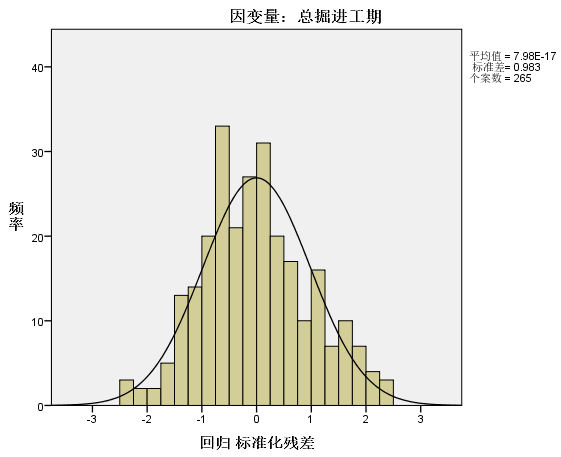 因变量：总掘进工期
平均值 = 7.98E-17
标准差= 0.983
个案数 = 265
40
30
20
10
0
频率
-3 -2 -1 0 1 2 3
回归 标准化残差